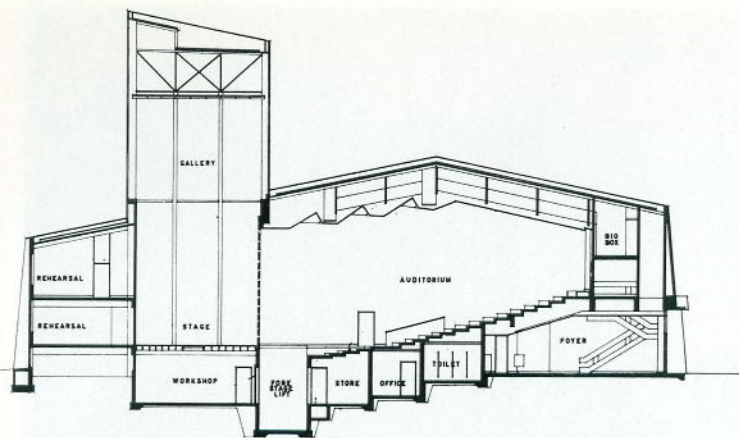 GALLERY
BIO
BOX
REHEARSAL
AUDITORIUM
REHEARSAL
STAGE
FOYER
TOILET
WORKSHOP
FORE
STAGE
LIFT
STORE
OFFICE